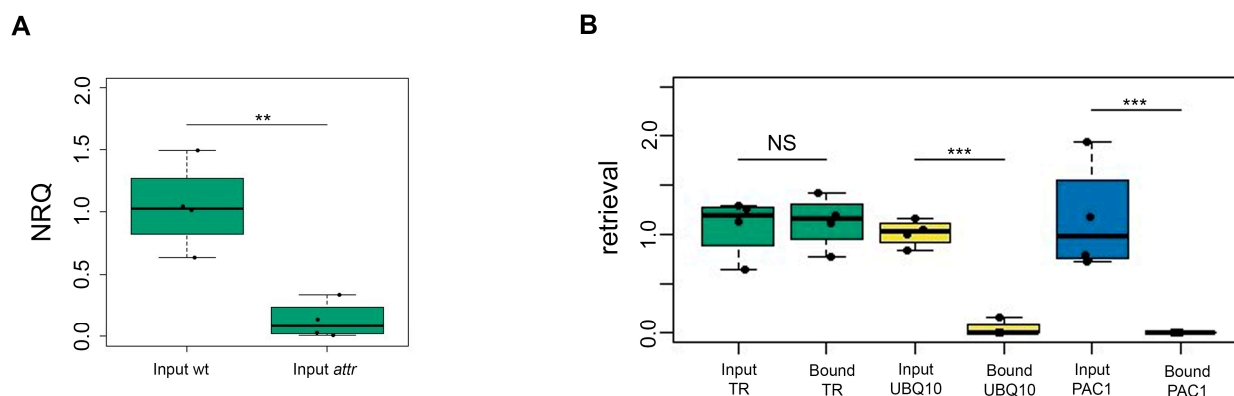 A
B
NRQ
2.0
1.5
1.0
0.5
0.0
**
Input wt
Input attr
retrieval
2.0
1.0
0.0
NS
***
***
Input
TR
Bound
TR
Input
UBQ10
Bound
UBQ10
Input
PAC1
Bound
PAC1